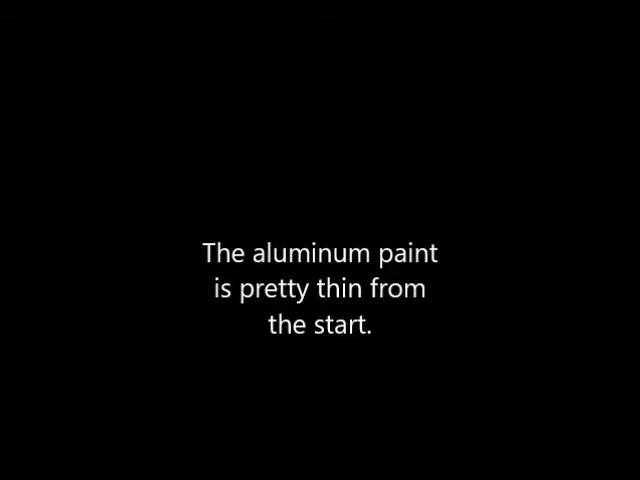 The aluminum paint
is pretty thin from
the start.